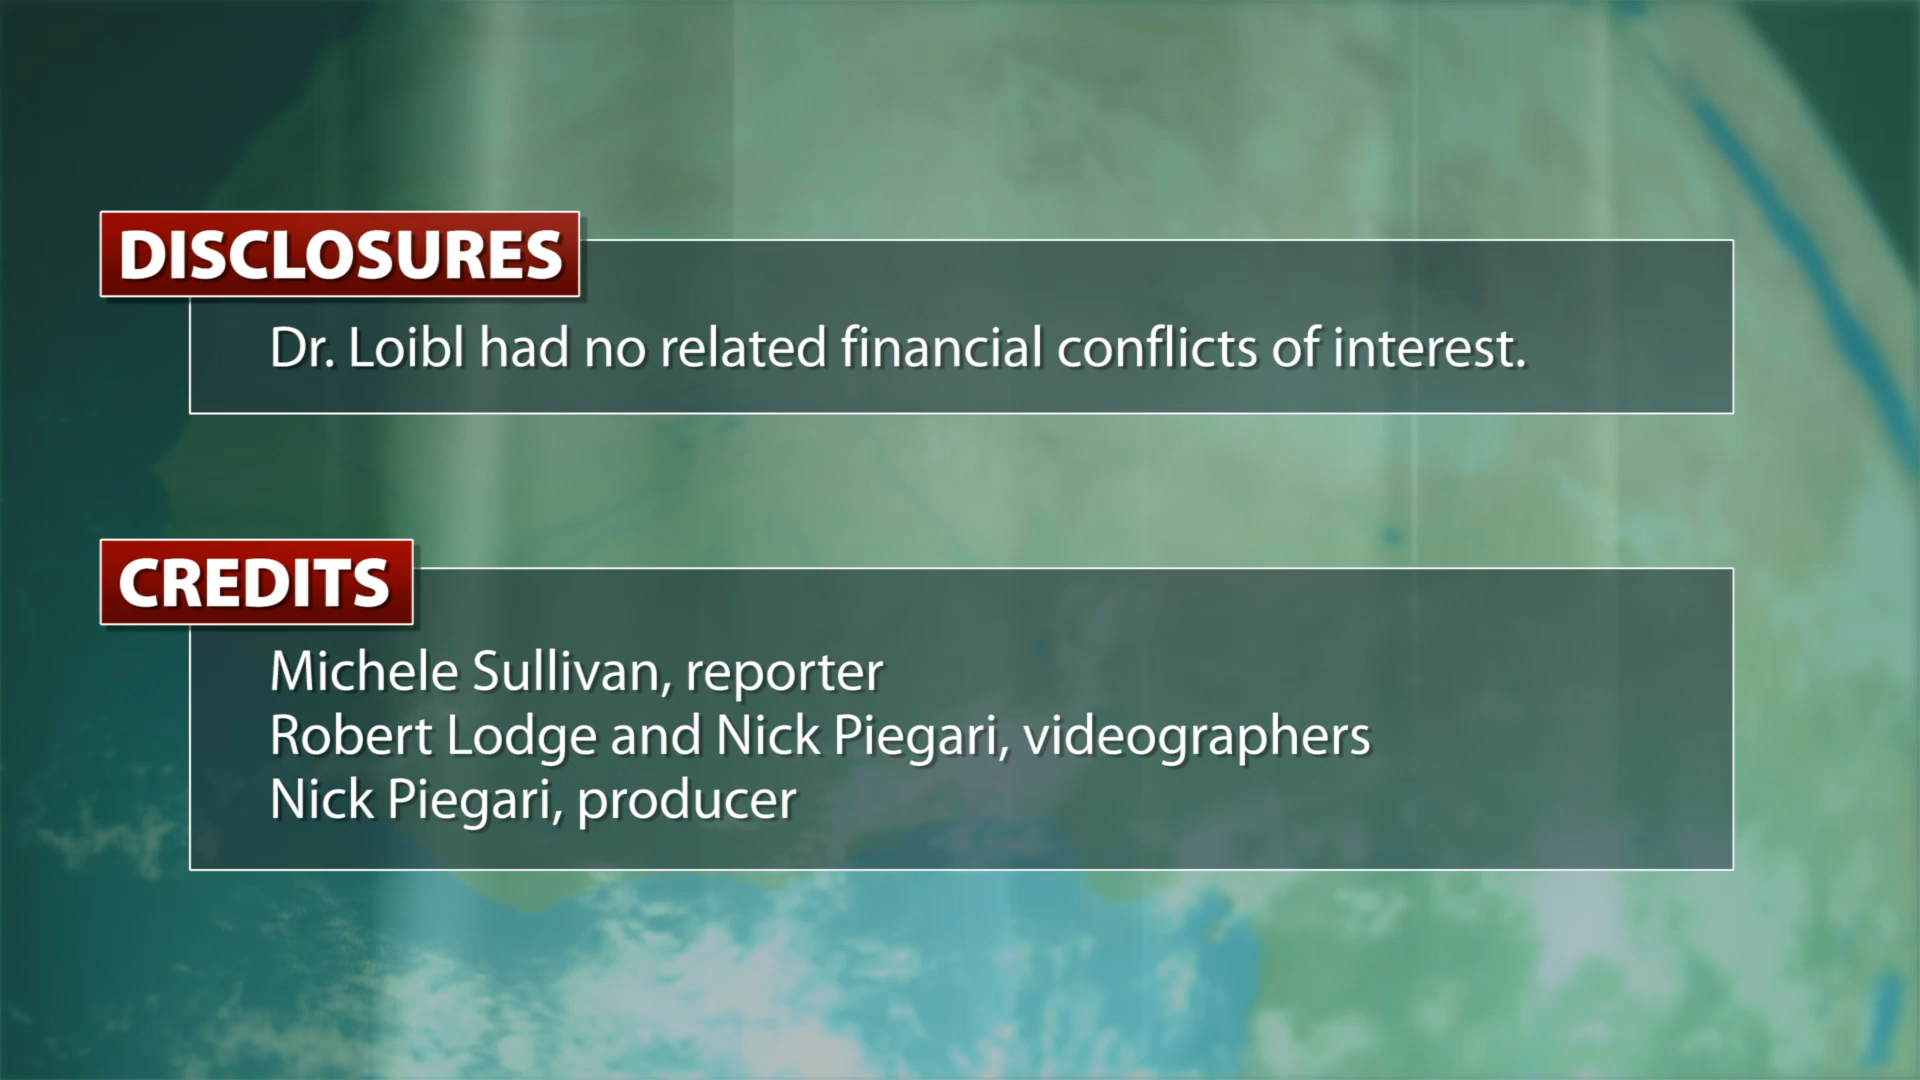 DISCLOSURES
Dr. Loibl had no related financial conflicts of interest.
CREDITS
Michele Sullivan, reporter
Robert Lodge and Nick Piegari, videographers
Nick Piegari, producer